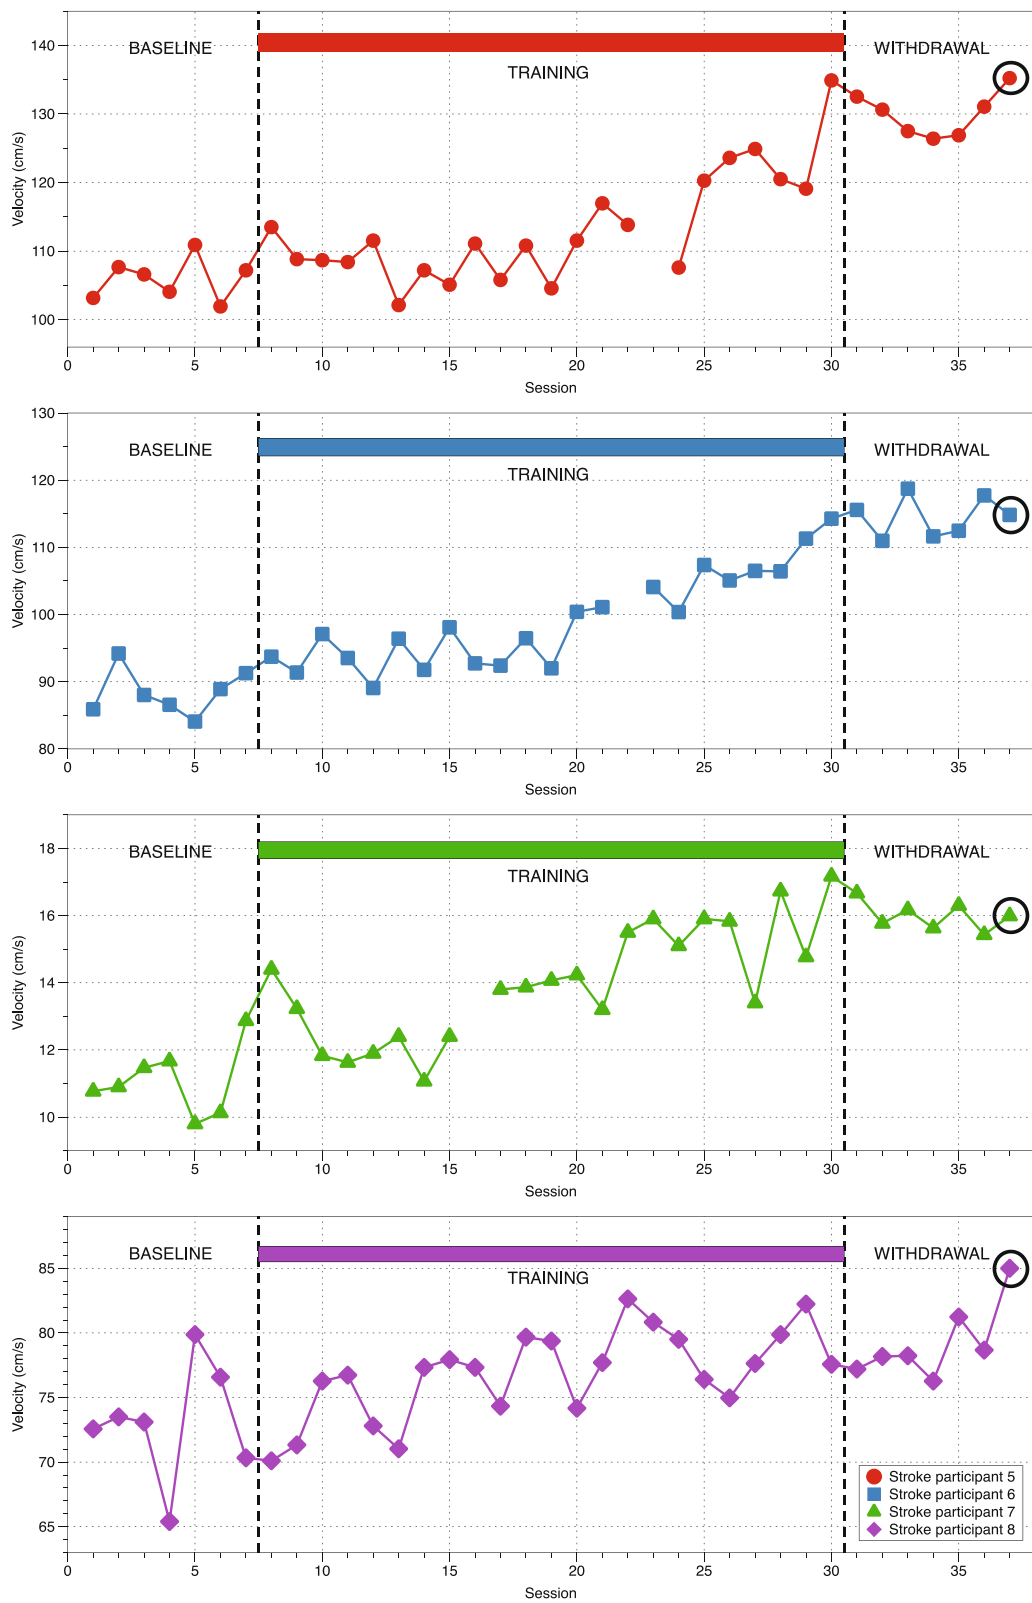 140
BASELINE
WITHDRAWAL
TRAINING
130
120
110
100
Velocity (cm/s)
0 5 10 15 20 25 30 35
Session
130
BASELINE
WITHDRAWAL
TRAINING
120
110
100
90
80
Velocity (cm/s)
0 5 10 15 20 25 30 35
Session
18
BASELINE
WITHDRAWAL
TRAINING
16
14
12
10
Velocity (cm/s)
0 5 10 15 20 25 30 35
Session
BASELINE
WITHDRAWAL
85
TRAINING
80
75
70
65
Velocity (cm/s)
Stroke participant 5
Stroke participant 6
Stroke participant 7
Stroke participant 8
0 5 10 15 20 25 30 35
Session